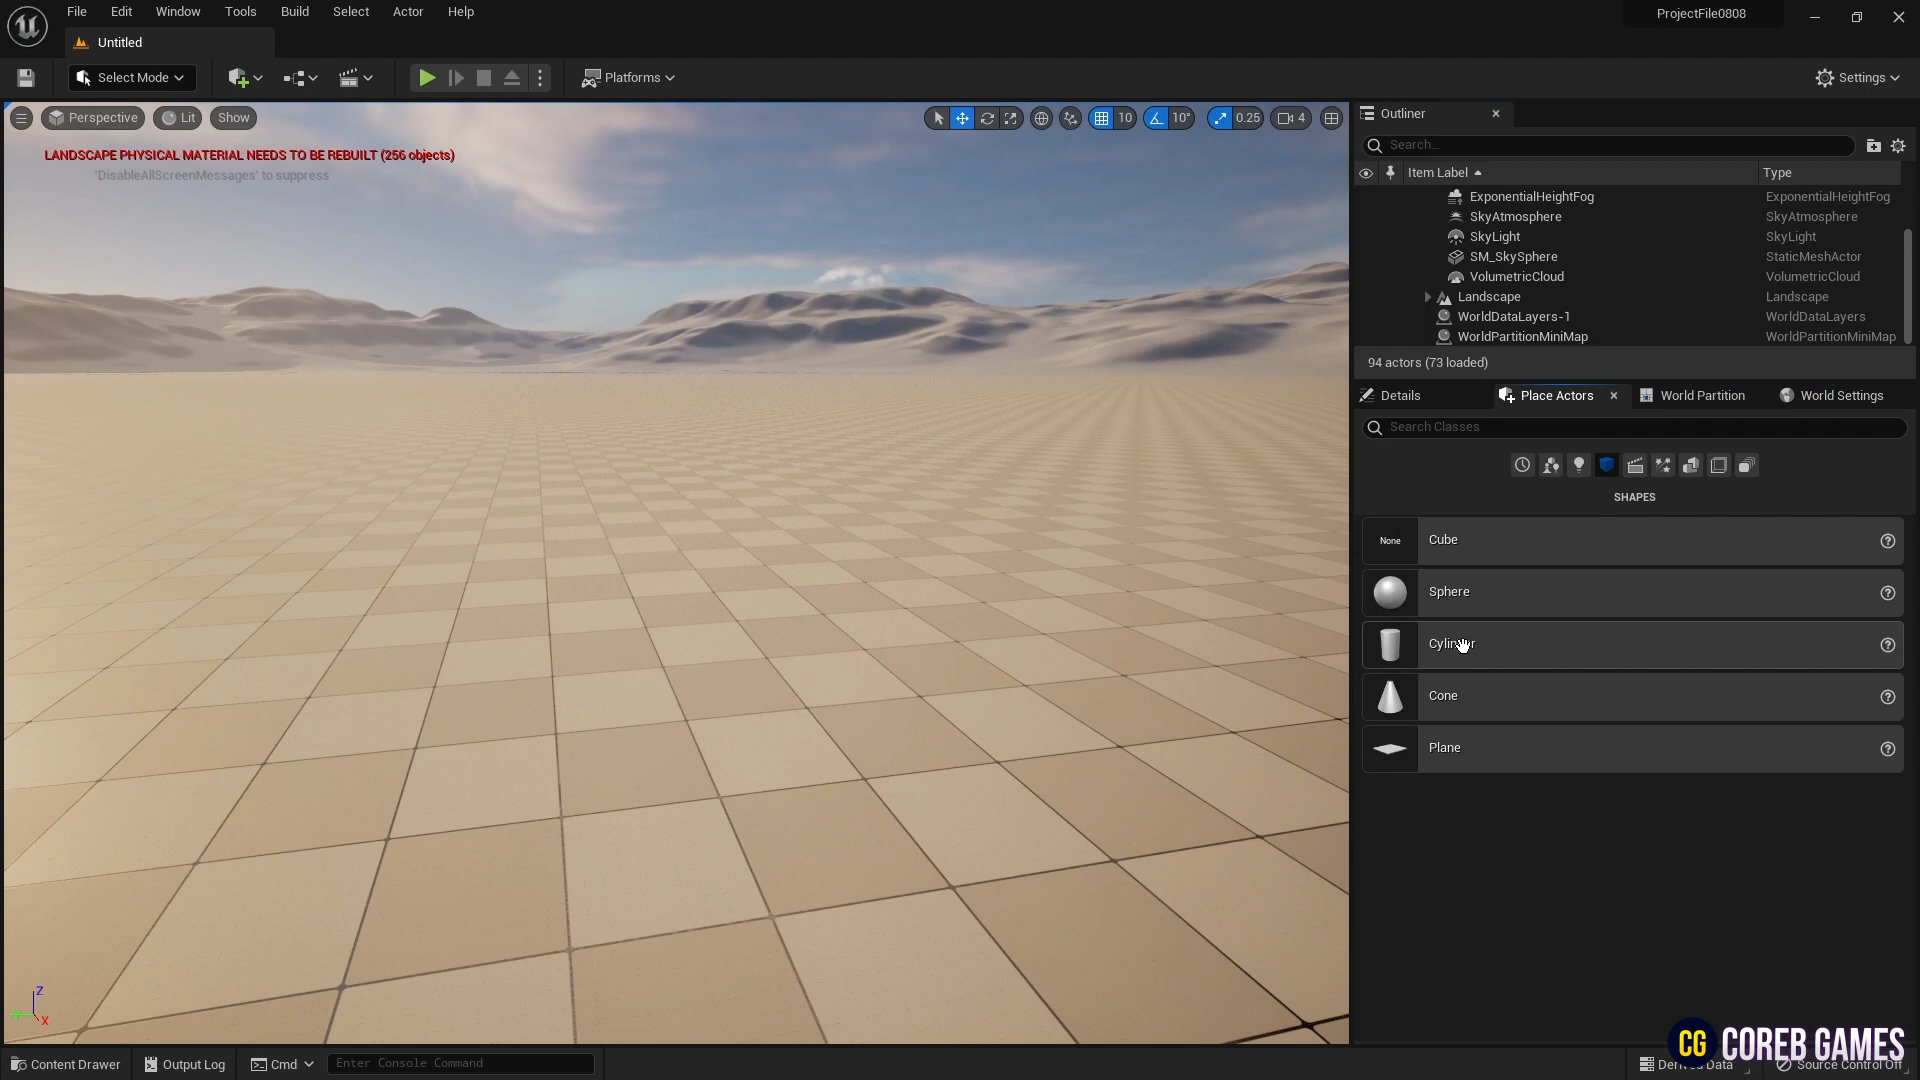 File Edit Window Tools Build Select Actor Help
ProjectFile0808
Untitled
Select Mode
Platforms
Settings
Perspective Lit Show
10 10° 0.25 4
LANDSCAPE PHYSICAL MATERIAL NEEDS TO BE REBUILT (256 objects)
'DisableAllScreenMessages' to suppress
Outliner
Search...
Item Label Type
ExponentialHeightFog ExponentialHeightFog
SkyAtmosphere SkyAtmosphere
SkyLight SkyLight
SM_SkySphere StaticMeshActor
VolumetricCloud VolumetricCloud
Landscape Landscape
WorldDataLayers-1 WorldDataLayers
WorldPartitionMiniMap WorldPartitionMiniMap
94 actors (73 loaded)
Details Place Actors World Partition World Settings
Search Classes
SHAPES
None Cube
Sphere
Cylinder
Cone
Plane
Z
X
Content Drawer Output Log Cmd Enter Console Command
Derived Data Source Control Off
CG COREB GAMES